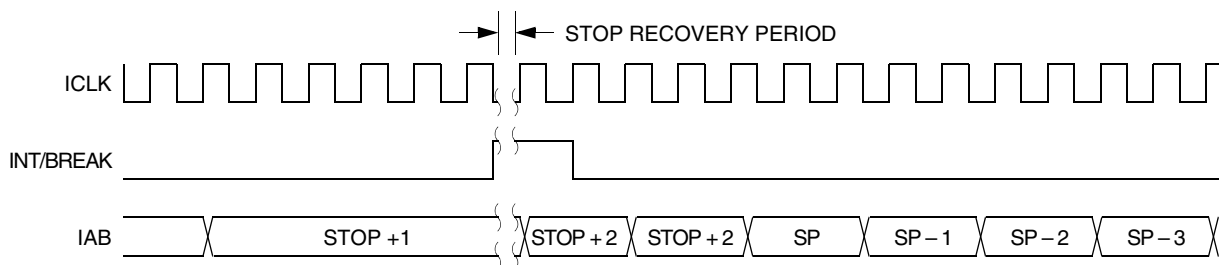 STOP RECOVERY PERIOD
ICLK
INT/BREAK
IAB STOP +1 STOP + 2 STOP + 2 SP SP – 1 SP – 2 SP – 3